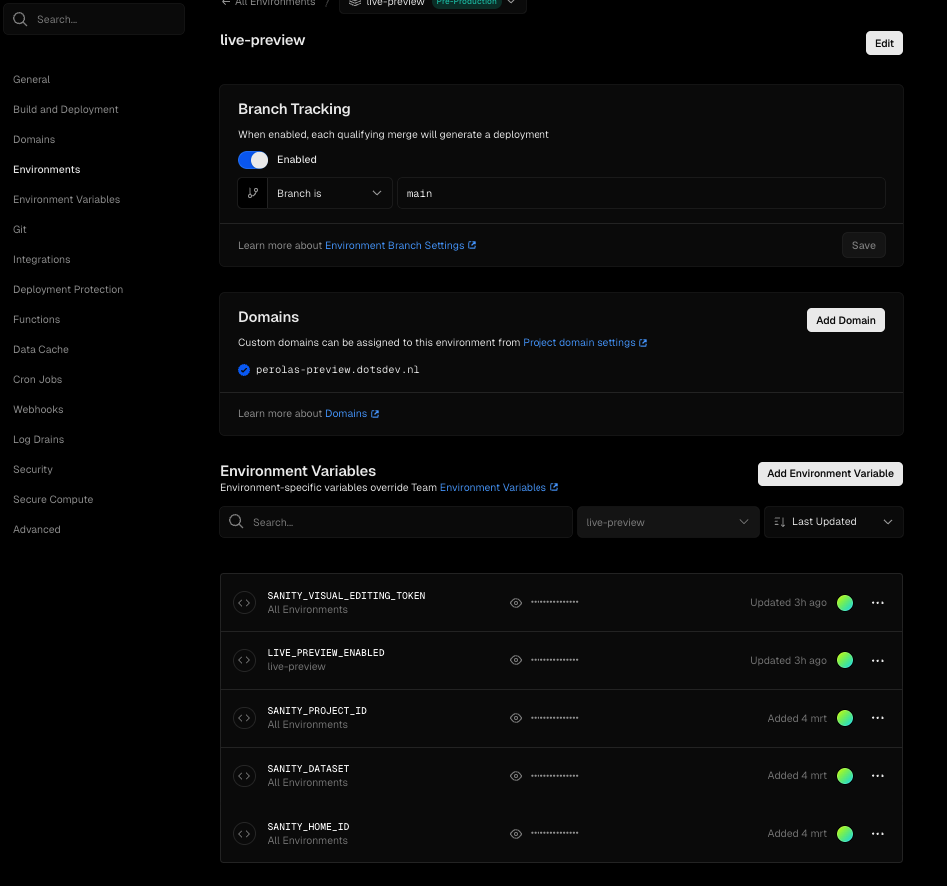 ← All Environments / live-preview Pre-Production
Search...
live-preview
Edit
General
Build and Deployment
Domains
Environments
Environment Variables
Git
Integrations
Deployment Protection
Functions
Data Cache
Cron Jobs
Webhooks
Log Drains
Security
Secure Compute
Advanced
Branch Tracking
When enabled, each qualifying merge will generate a deployment
Enabled
Branch is
main
Learn more about Environment Branch Settings
Save
Domains
Add Domain
Custom domains can be assigned to this environment from Project domain settings
perolas-preview.dotsdev.nl
Learn more about Domains
Environment Variables
Add Environment Variable
Environment-specific variables override Team Environment Variables
Search...
live-preview
Last Updated
SANITY_VISUAL_EDITING_TOKEN
All Environments
•••••••••••••••
Updated 3h ago
LIVE_PREVIEW_ENABLED
live-preview
•••••••••••••••
Updated 3h ago
SANITY_PROJECT_ID
All Environments
•••••••••••••••
Added 4 mrt
SANITY_DATASET
All Environments
•••••••••••••••
Added 4 mrt
SANITY_HOME_ID
All Environments
•••••••••••••••
Added 4 mrt